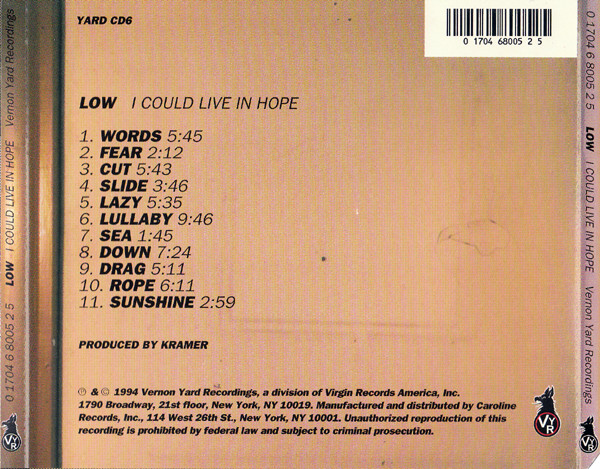 YARD CD6
0 1704 68005 2 5
LOW I COULD LIVE IN HOPE
1. WORDS 5:45
2. FEAR 2:12
3. CUT 5:43
4. SLIDE 3:46
5. LAZY 5:35
6. LULLABY 9:46
7. SEA 1:45
8. DOWN 7:24
9. DRAG 5:11
10. ROPE 6:11
11. SUNSHINE 2:59
PRODUCED BY KRAMER
℗ & © 1994 Vernon Yard Recordings, a division of Virgin Records America, Inc.
1790 Broadway, 21st floor, New York, NY 10019. Manufactured and distributed by Caroline
Records, Inc., 114 West 26th St., New York, NY 10001. Unauthorized reproduction of this
recording is prohibited by federal law and subject to criminal prosecution.
VYR
0 1704 6 8005 2 5 LOW I COULD LIVE IN HOPE Vernon Yard Recordings
VYR
0 1704 6 8005 2 5 LOW I COULD LIVE IN HOPE Vernon Yard Recordings
VYR